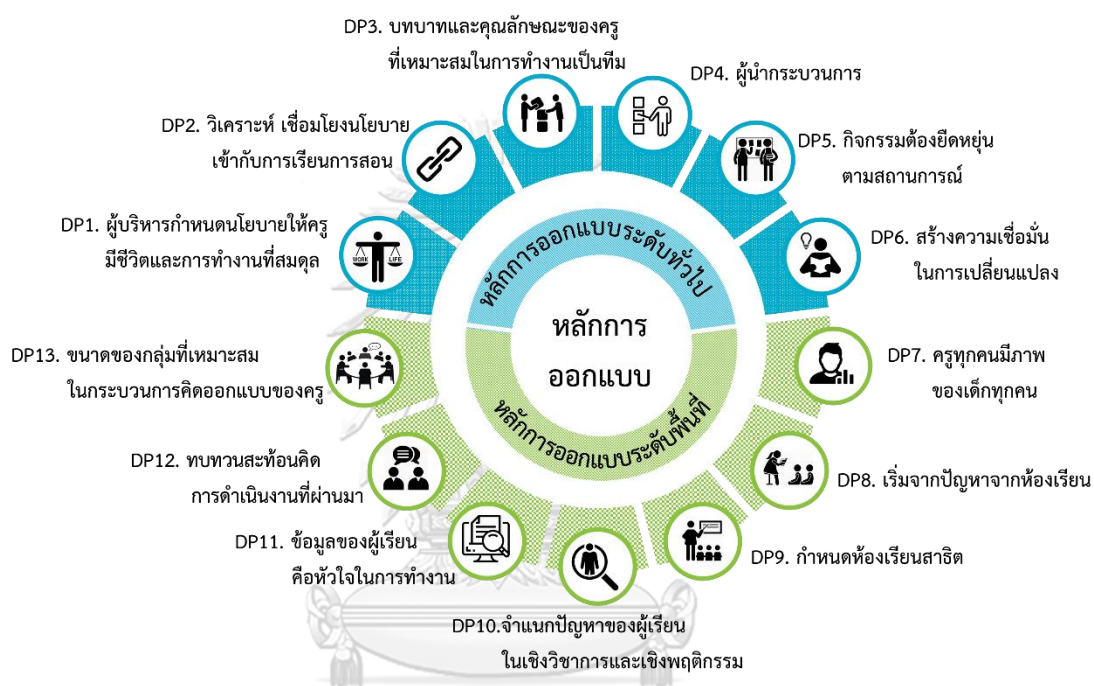 DP3. บทบาทและคุณลักษณะของครู
ที่เหมาะสมในการทำงานเป็นทีม
DP4. ผู้นำกระบวนการ
DP2. วิเคราะห์ เชื่อมโยงนโยบาย
เข้ากับการเรียนการสอน
DP5. กิจกรรมต้องยืดหยุ่น
ตามสถานการณ์
DP1. ผู้บริหารกำหนดนโยบายให้ครู
มีชีวิตและการทำงานที่สมดุล
WORK LIFE
DP6. สร้างความเชื่อมั่น
ในการเปลี่ยนแปลง
หลักการออกแบบระดับทั่วไป
หลักการ
ออกแบบ
หลักการออกแบบระดับพื้นที่
DP13. ขนาดของกลุ่มที่เหมาะสม
ในกระบวนการคิดออกแบบของครู
DP7. ครูทุกคนมีภาพ
ของเด็กทุกคน
DP12. ทบทวนสะท้อนคิด
การดำเนินงานที่ผ่านมา
DP8. เริ่มจากปัญหาจากห้องเรียน
DP11. ข้อมูลของผู้เรียน
คือหัวใจในการทำงาน
DP9. กำหนดห้องเรียนสาธิต
DP10.จำแนกปัญหาของผู้เรียน
ในเชิงวิชาการและเชิงพฤติกรรม